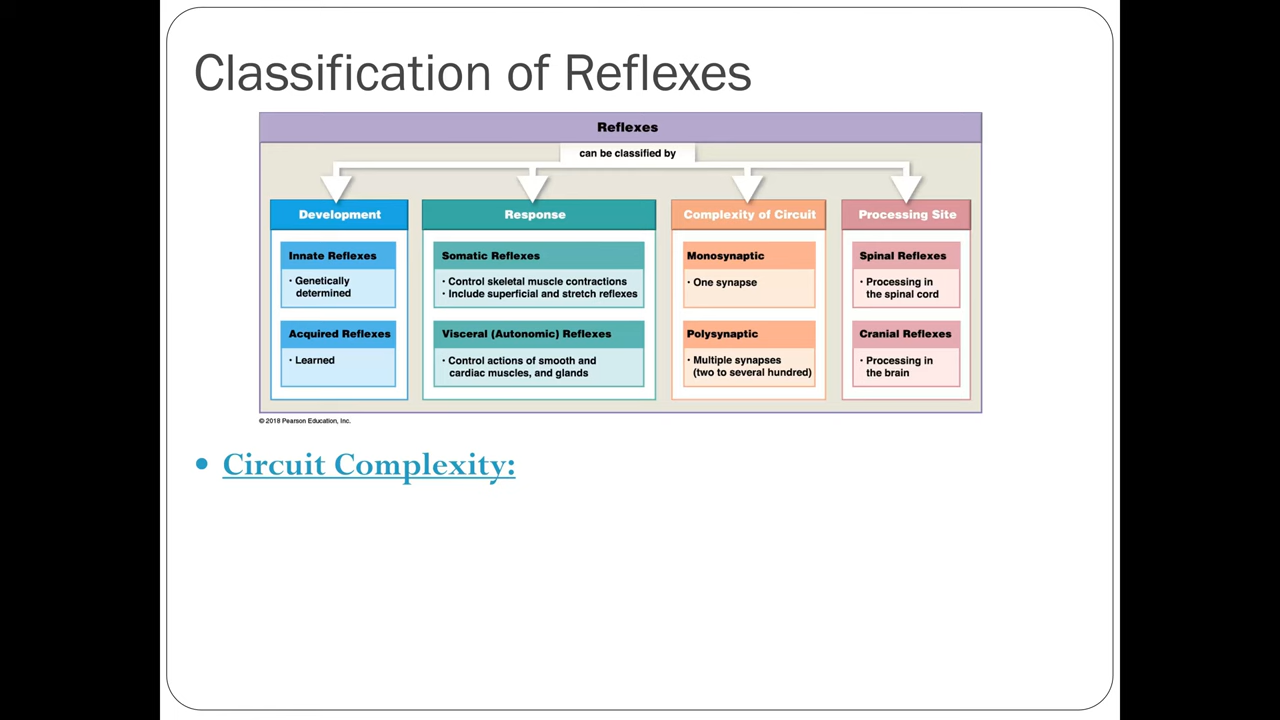 Classification of Reflexes
Reflexes
can be classified by
Development
Innate Reflexes
• Genetically
determined
Acquired Reflexes
• Learned
Response
Somatic Reflexes
• Control skeletal muscle contractions
• Include superficial and stretch reflexes
Visceral (Autonomic) Reflexes
• Control actions of smooth and
cardiac muscles, and glands
Complexity of Circuit
Monosynaptic
• One synapse
Polysynaptic
• Multiple synapses
(two to several hundred)
Processing Site
Spinal Reflexes
• Processing in
the spinal cord
Cranial Reflexes
• Processing in
the brain
© 2018 Pearson Education, Inc.
• Circuit Complexity: